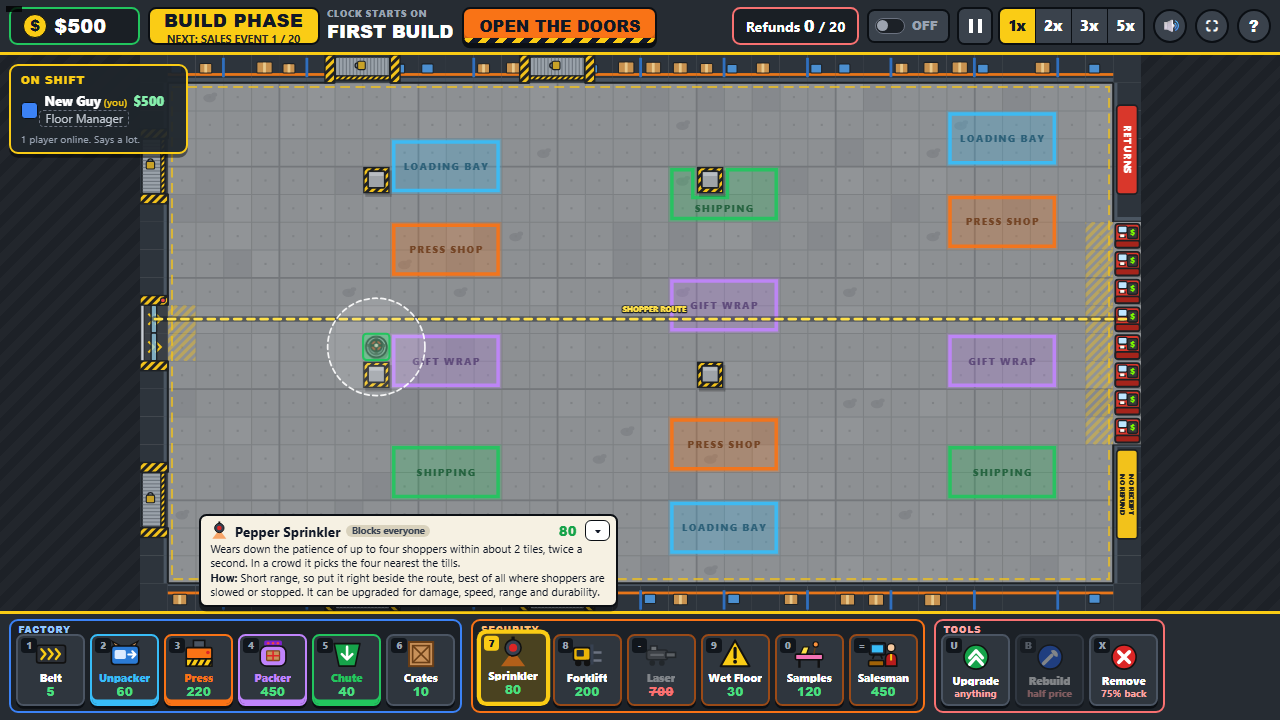 $500
BUILD PHASE
NEXT: SALES EVENT 1 / 20
CLOCK STARTS ON
FIRST BUILD
OPEN THE DOORS
Refunds 0 / 20
OFF
1x
2x
3x
5x
?
ON SHIFT
New Guy (you) $500
Floor Manager
1 player online. Says a lot.
LOADING BAY
LOADING BAY
RETURNS
SHIPPING
PRESS SHOP
PRESS SHOP
GIFT WRAP
SHOPPER ROUTE
GIFT WRAP
GIFT WRAP
PRESS SHOP
SHIPPING
SHIPPING
NO RECEIPT
NO REFUND
LOADING BAY
Pepper Sprinkler Blocks everyone 80
Wears down the patience of up to four shoppers within about 2 tiles, twice a
second. In a crowd it picks the four nearest the tills.
How: Short range, so put it right beside the route, best of all where shoppers are
slowed or stopped. It can be upgraded for damage, speed, range and durability.
FACTORY
1
Belt
5
2
Unpacker
60
3
Press
220
4
Packer
450
5
Chute
40
6
Crates
10
SECURITY
7
Sprinkler
80
8
Forklift
200
-
Laser
700
9
Wet Floor
30
0
Samples
120
=
Salesman
450
TOOLS
U
Upgrade
anything
B
Rebuild
half price
X
Remove
75% back